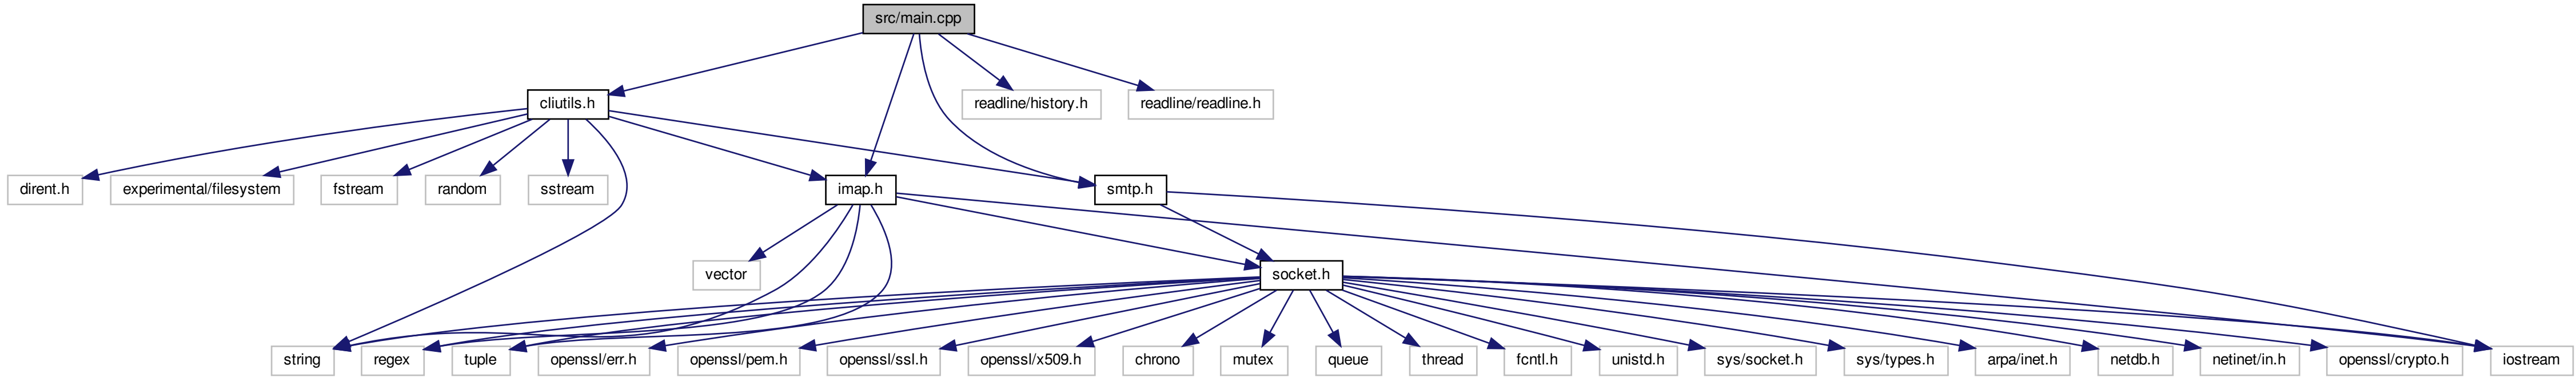 src/main.cpp
cliutils.h
readline/history.h
readline/readline.h
dirent.h
experimental/filesystem
fstream
random
sstream
imap.h
smtp.h
vector
socket.h
string
regex
tuple
openssl/err.h
openssl/pem.h
openssl/ssl.h
openssl/x509.h
chrono
mutex
queue
thread
fcntl.h
unistd.h
sys/socket.h
sys/types.h
arpa/inet.h
netdb.h
netinet/in.h
openssl/crypto.h
iostream